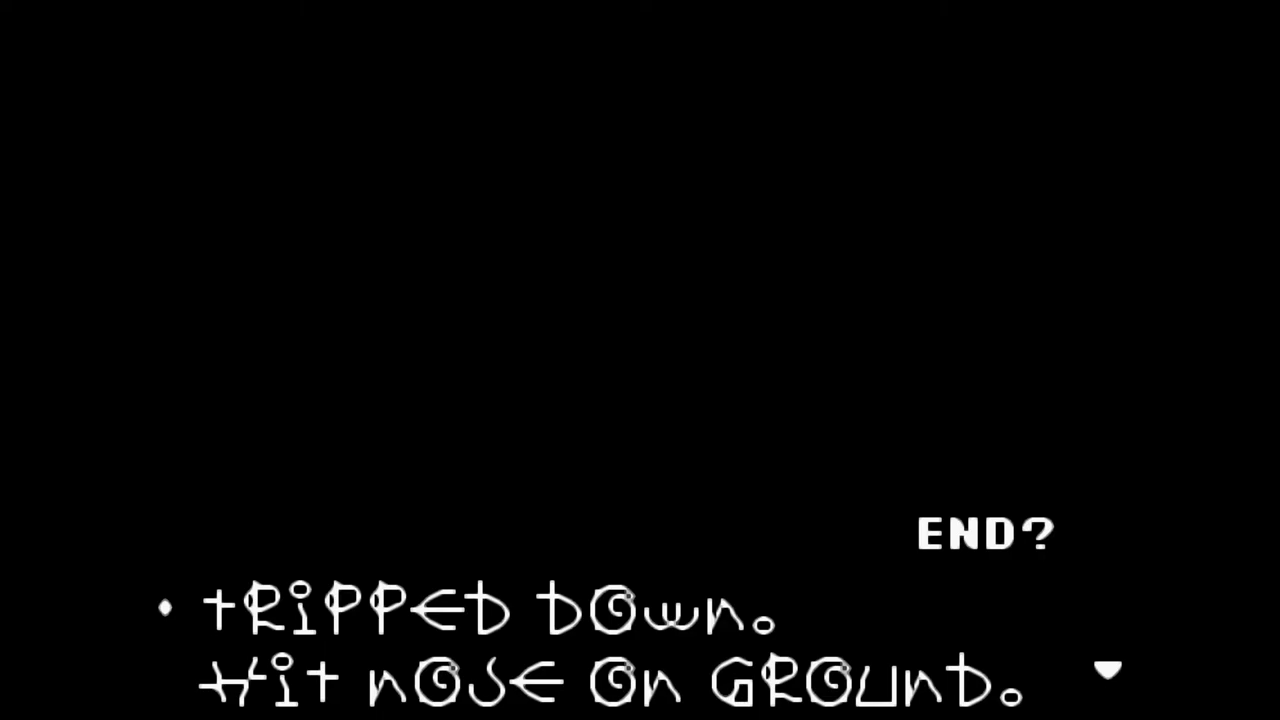 END?
• TRIPPED DOWN。
HIT NOSE ON GROUND。